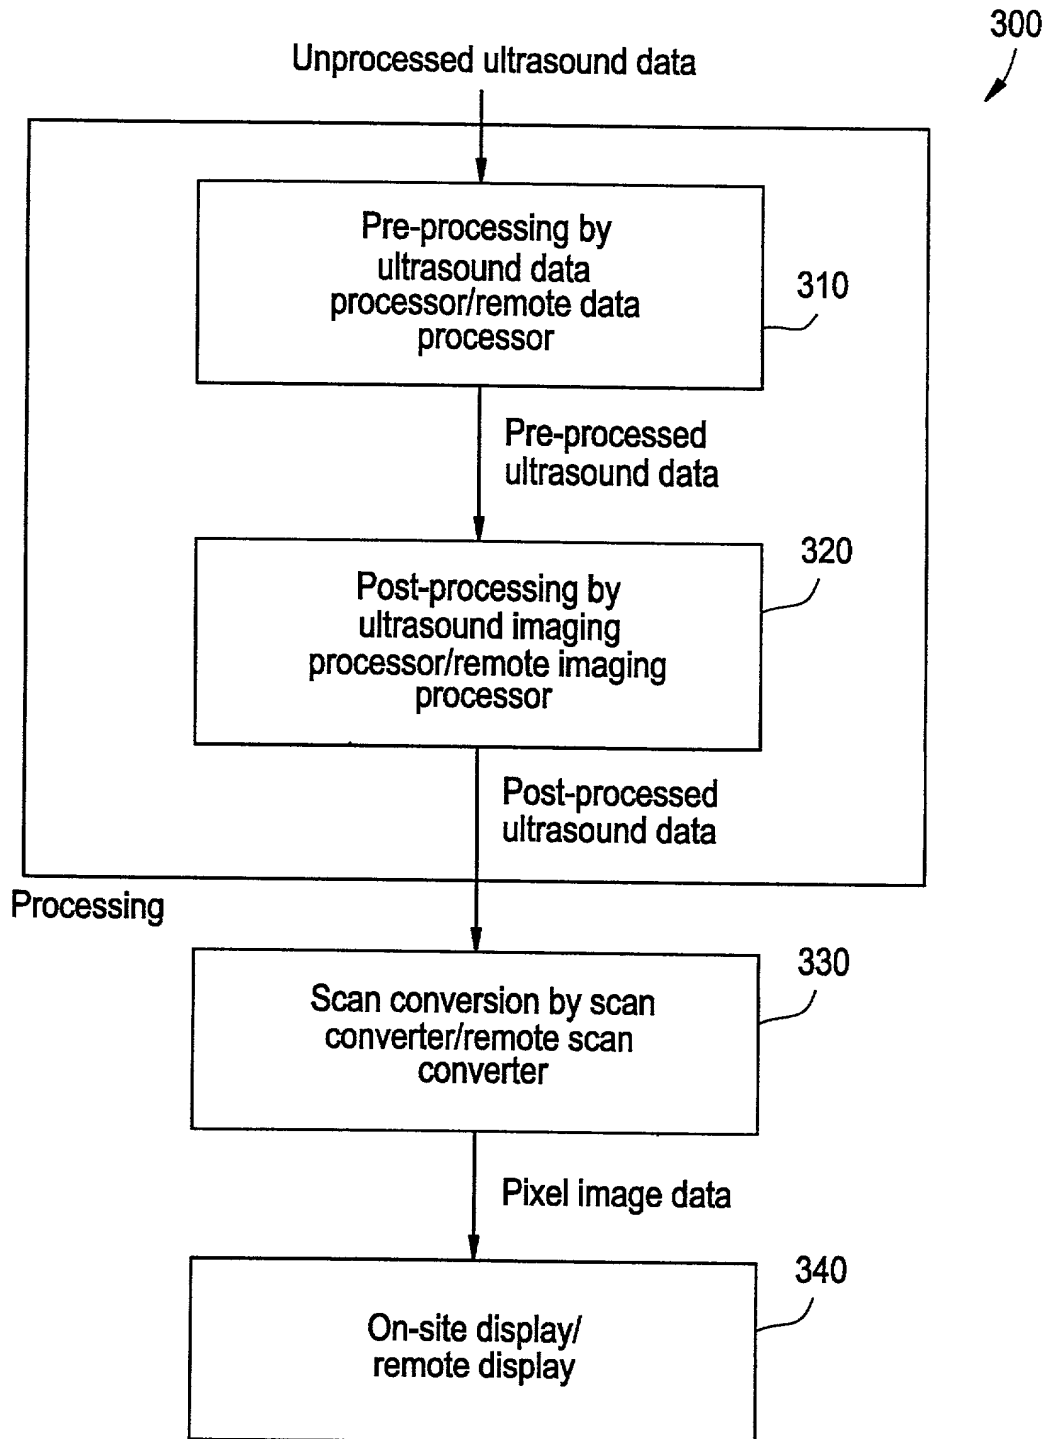 300
Unprocessed ultrasound data
Pre-processing by
ultrasound data
processor/remote data
processor
310
Pre-processed
ultrasound data
320
Post-processing by
ultrasound imaging
processor/remote imaging
processor
Post-processed
ultrasound data
Processing
330
Scan conversion by scan
converter/remote scan
converter
Pixel image data
340
On-site display/
remote display